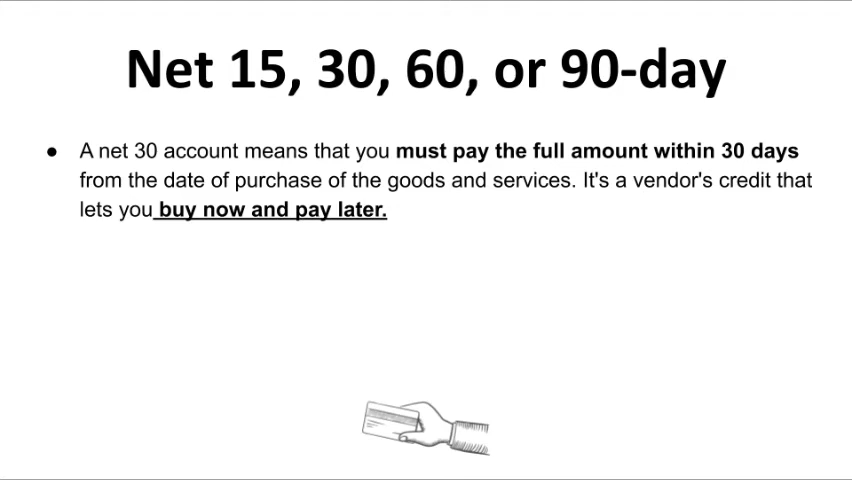 Net 15, 30, 60, or 90-day
● A net 30 account means that you must pay the full amount within 30 days
from the date of purchase of the goods and services. It's a vendor's credit that
lets you buy now and pay later.